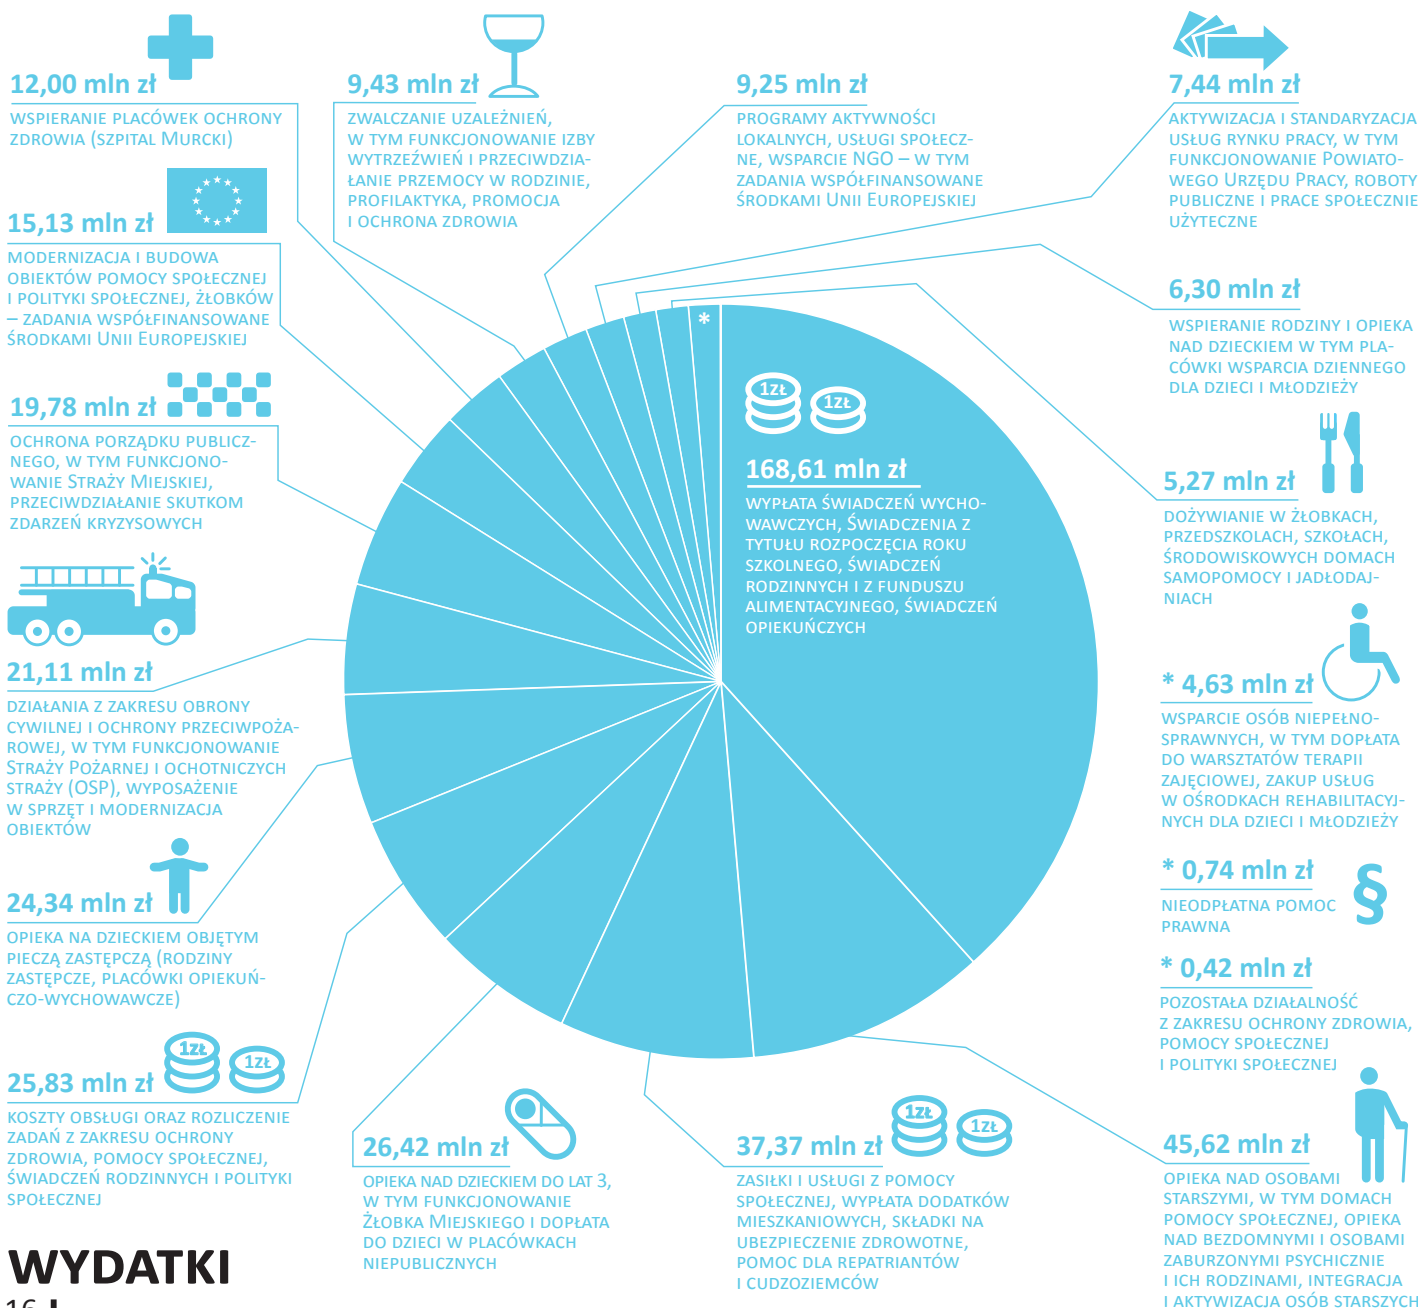 12,00 mln zł
WSPIERANIE PLACÓWEK OCHRONY
ZDROWIA (SZPITAL MURCKI)
15,13 mln zł
MODERNIZACJA I BUDOWA
OBIEKTÓW POMOCY SPOŁECZNEJ
I POLITYKI SPOŁECZNEJ, ŻŁOBKÓW
– ZADANIA WSPÓŁFINANSOWANE
ŚRODKAMI UNII EUROPEJSKIEJ
19,78 mln zł
OCHRONA PORZĄDKU PUBLICZ-
NEGO, W TYM FUNKCJONO-
WANIE STRAŻY MIEJSKIEJ,
PRZECIWDZIAŁANIE SKUTKOM
ZDARZEŃ KRYZYSOWYCH
21,11 mln zł
DZIAŁANIA Z ZAKRESU OBRONY
CYWILNEJ I OCHRONY PRZECIWPOŻA-
ROWEJ, W TYM FUNKCJONOWANIE
STRAŻY POŻARNEJ I OCHOTNICZYCH
STRAŻY (OSP), WYPOSAŻENIE
W SPRZĘT I MODERNIZACJA
OBIEKTÓW
24,34 mln zł
OPIEKA NA DZIECKIEM OBJĘTYM
PIECZĄ ZASTĘPCZĄ (RODZINY
ZASTĘPCZE, PLACÓWKI OPIEKUŃ-
CZO-WYCHOWAWCZE)
1ZŁ
1ZŁ
25,83 mln zł
KOSZTY OBSŁUGI ORAZ ROZLICZENIE
ZADAŃ Z ZAKRESU OCHRONY
ZDROWIA, POMOCY SPOŁECZNEJ,
ŚWIADCZEŃ RODZINNYCH I POLITYKI
SPOŁECZNEJ
9,43 mln zł
ZWALCZANIE UZALEŻNIEŃ,
W TYM FUNKCJONOWANIE IZBY
WYTRZEŹWIEŃ I PRZECIWDZIA-
ŁANIE PRZEMOCY W RODZINIE,
PROFILAKTYKA, PROMOCJA
I OCHRONA ZDROWIA
9,25 mln zł
PROGRAMY AKTYWNOŚCI
LOKALNYCH, USŁUGI SPOŁECZ-
NE, WSPARCIE NGO – W TYM
ZADANIA WSPÓŁFINANSOWANE
ŚRODKAMI UNII EUROPEJSKIEJ
*
1ZŁ
1ZŁ
168,61 mln zł
WYPŁATA ŚWIADCZEŃ WYCHO-
WAWCZYCH, ŚWIADCZENIA Z
TYTUŁU ROZPOCZĘCIA ROKU
SZKOLNEGO, ŚWIADCZEŃ
RODZINNYCH I Z FUNDUSZU
ALIMENTACYJNEGO, ŚWIADCZEŃ
OPIEKUŃCZYCH
26,42 mln zł
OPIEKA NAD DZIECKIEM DO LAT 3,
W TYM FUNKCJONOWANIE
ŻŁOBKA MIEJSKIEGO I DOPŁATA
DO DZIECI W PLACÓWKACH
NIEPUBLICZNYCH
1ZŁ
1ZŁ
37,37 mln zł
ZASIŁKI I USŁUGI Z POMOCY
SPOŁECZNEJ, WYPŁATA DODATKÓW
MIESZKANIOWYCH, SKŁADKI NA
UBEZPIECZENIE ZDROWOTNE,
POMOC DLA REPATRIANTÓW
I CUDZOZIEMCÓW
7,44 mln zł
AKTYWIZACJA I STANDARYZACJA
USŁUG RYNKU PRACY, W TYM
FUNKCJONOWANIE POWIATO-
WEGO URZĘDU PRACY, ROBOTY
PUBLICZNE I PRACE SPOŁECZNIE
UŻYTECZNE
6,30 mln zł
WSPIERANIE RODZINY I OPIEKA
NAD DZIECKIEM W TYM PLA-
CÓWKI WSPARCIA DZIENNEGO
DLA DZIECI I MŁODZIEŻY
5,27 mln zł
DOŻYWIANIE W ŻŁOBKACH,
PRZEDSZKOLACH, SZKOŁACH,
ŚRODOWISKOWYCH DOMACH
SAMOPOMOCY I JADŁODAJ-
NIACH
* 4,63 mln zł
WSPARCIE OSÓB NIEPEŁNO-
SPRAWNYCH, W TYM DOPŁATA
DO WARSZTATÓW TERAPII
ZAJĘCIOWEJ, ZAKUP USŁUG
W OŚRODKACH REHABILITACYJ-
NYCH DLA DZIECI I MŁODZIEŻY
* 0,74 mln zł
NIEODPŁATNA POMOC
PRAWNA
§
* 0,42 mln zł
POZOSTAŁA DZIAŁALNOŚĆ
Z ZAKRESU OCHRONY ZDROWIA,
POMOCY SPOŁECZNEJ
I POLITYKI SPOŁECZNEJ
45,62 mln zł
OPIEKA NAD OSOBAMI
STARSZYMI, W TYM DOMACH
POMOCY SPOŁECZNEJ, OPIEKA
NAD BEZDOMNYMI I OSOBAMI
ZABURZONYMI PSYCHICZNIE
I ICH RODZINAMI, INTEGRACJA
I AKTYWIZACJA OSÓB STARSZYCH
WYDATKI
16